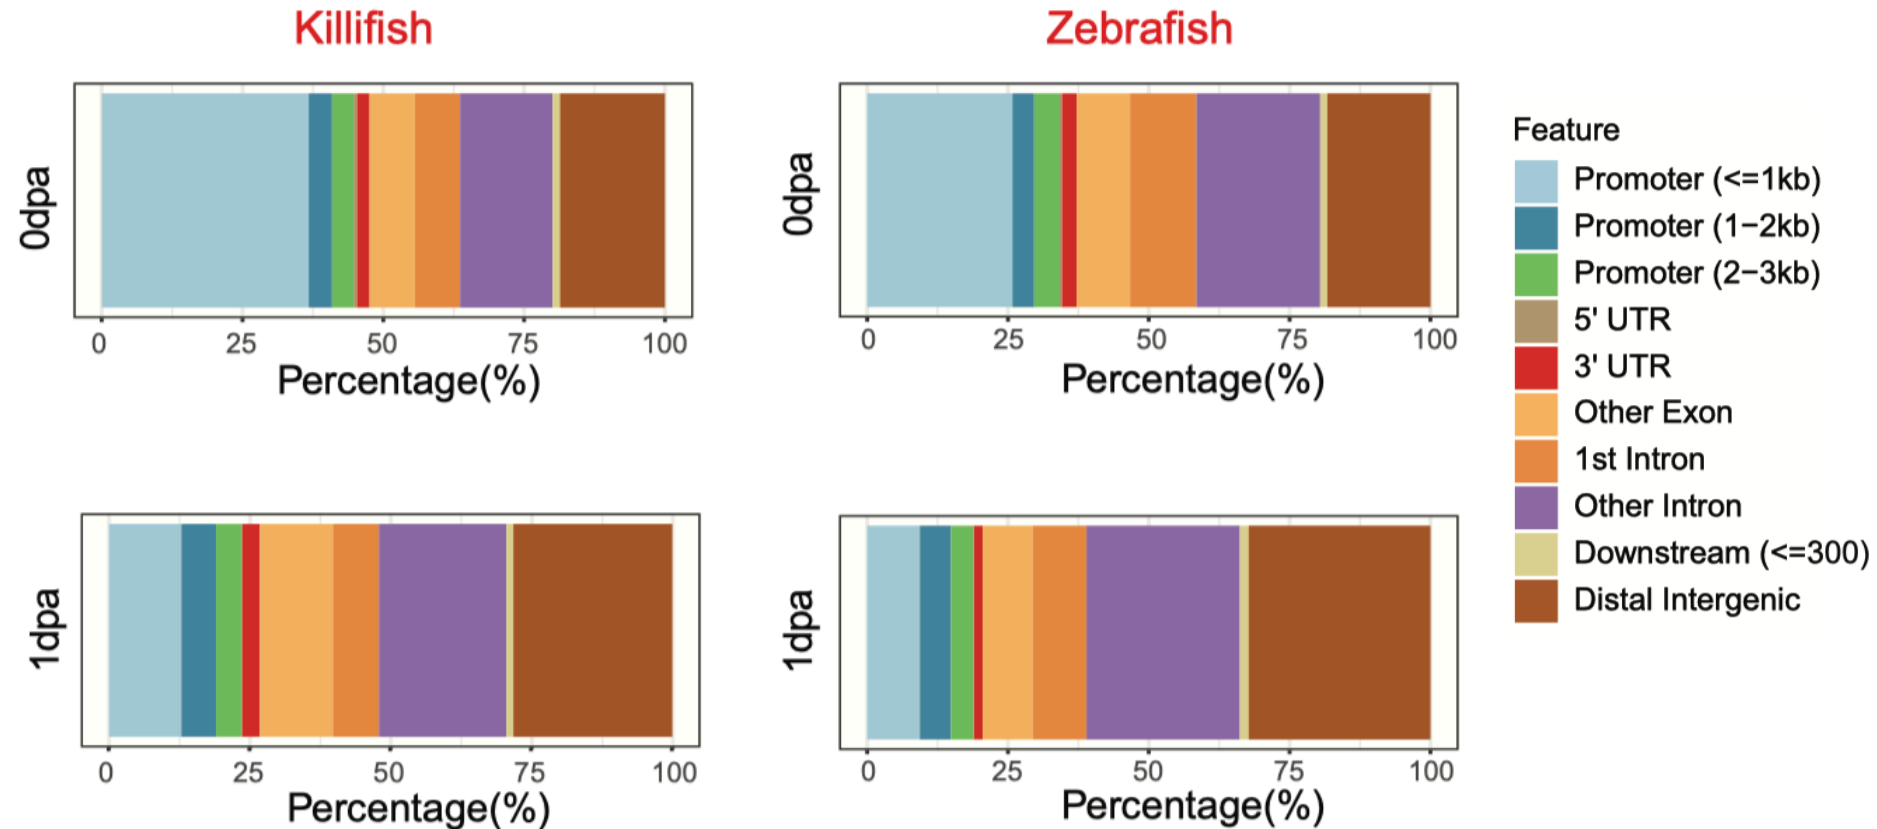 Killifish
Zebrafish
0dpa
0 25 50 75 100
Percentage(%)
0dpa
0 25 50 75 100
Percentage(%)
1dpa
0 25 50 75 100
Percentage(%)
1dpa
0 25 50 75 100
Percentage(%)
Feature
Promoter (<=1kb)
Promoter (1−2kb)
Promoter (2−3kb)
5' UTR
3' UTR
Other Exon
1st Intron
Other Intron
Downstream (<=300)
Distal Intergenic